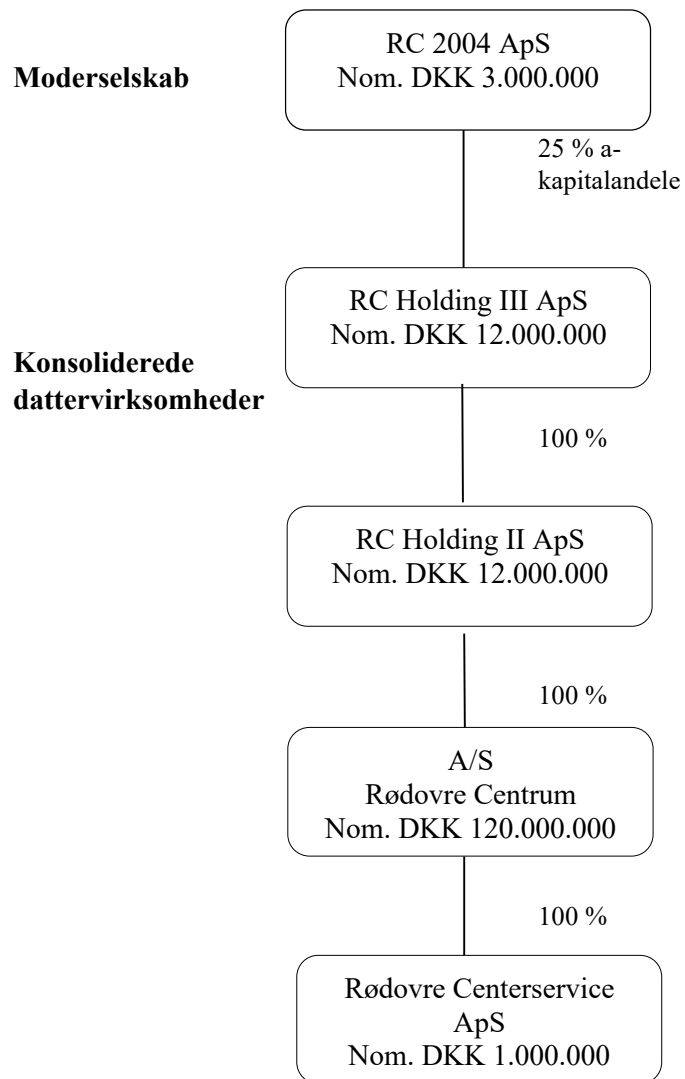 RC 2004 ApS
Nom. DKK 3.000.000
Moderselskab
25 % a-
kapitalandele
RC Holding III ApS
Nom. DKK 12.000.000
Konsoliderede
dattervirksomheder
100 %
RC Holding II ApS
Nom. DKK 12.000.000
100 %
A/S
Rødovre Centrum
Nom. DKK 120.000.000
100 %
Rødovre Centerservice
ApS
Nom. DKK 1.000.000